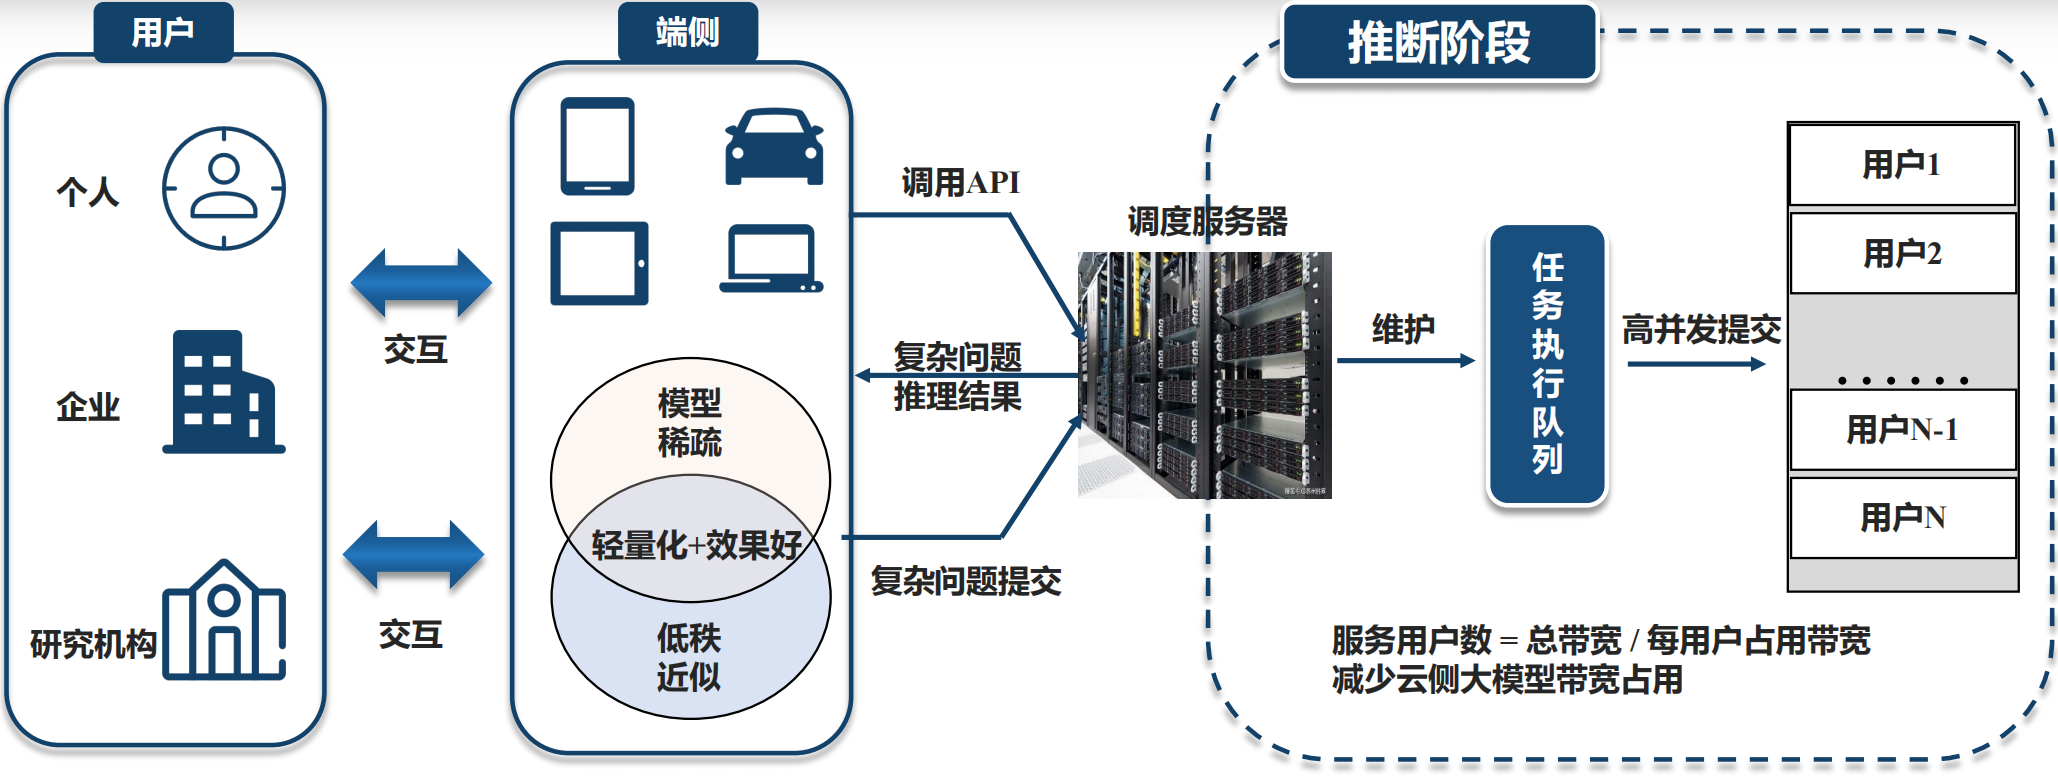 用户
个人
企业
研究机构
交互
交互
端侧
模型
稀疏
轻量化+效果好
低秩
近似
调用API
复杂问题
推理结果
复杂问题提交
调度服务器
推断阶段
维护
任务执行队列
高并发提交
用户1
用户2
······
用户N-1
用户N
服务用户数 = 总带宽 / 每用户占用带宽
减少云侧大模型带宽占用